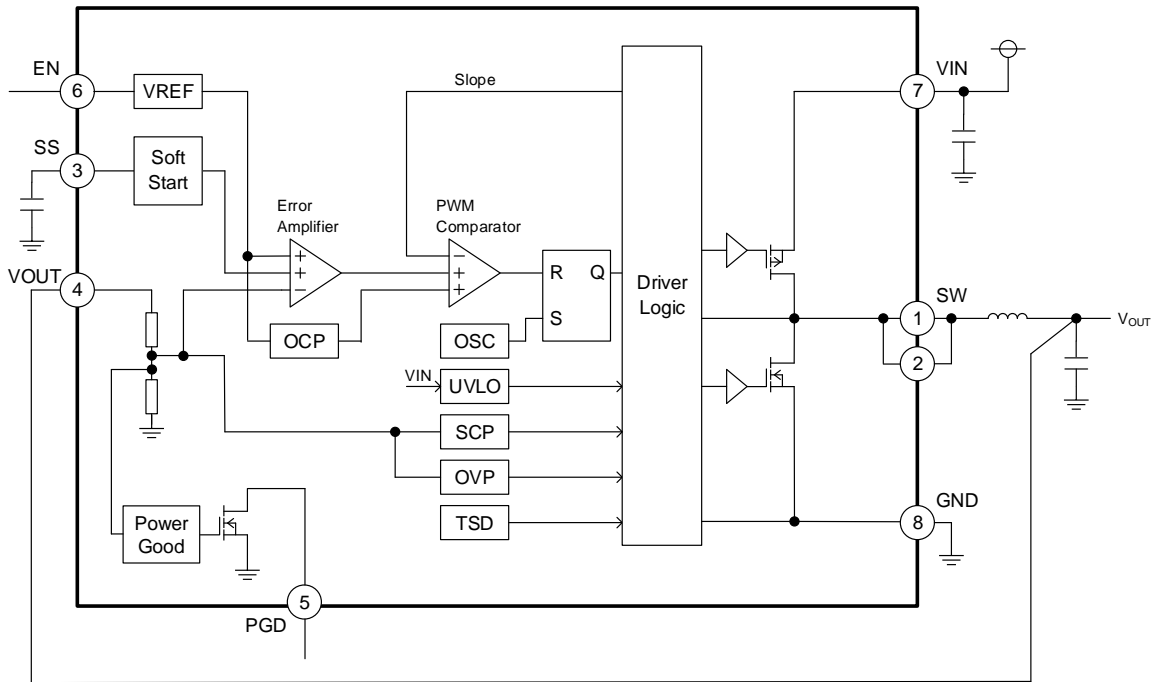 EN
6
VREF
Slope
7
VIN
SS
3
Soft
Start
Error
Amplifier
PWM
Comparator
VOUT
4
+
+
−
−
+
+
R
Q
S
Driver
Logic
SW
1
2
VOUT
OCP
OSC
VIN
UVLO
SCP
OVP
TSD
Power
Good
GND
8
5
PGD